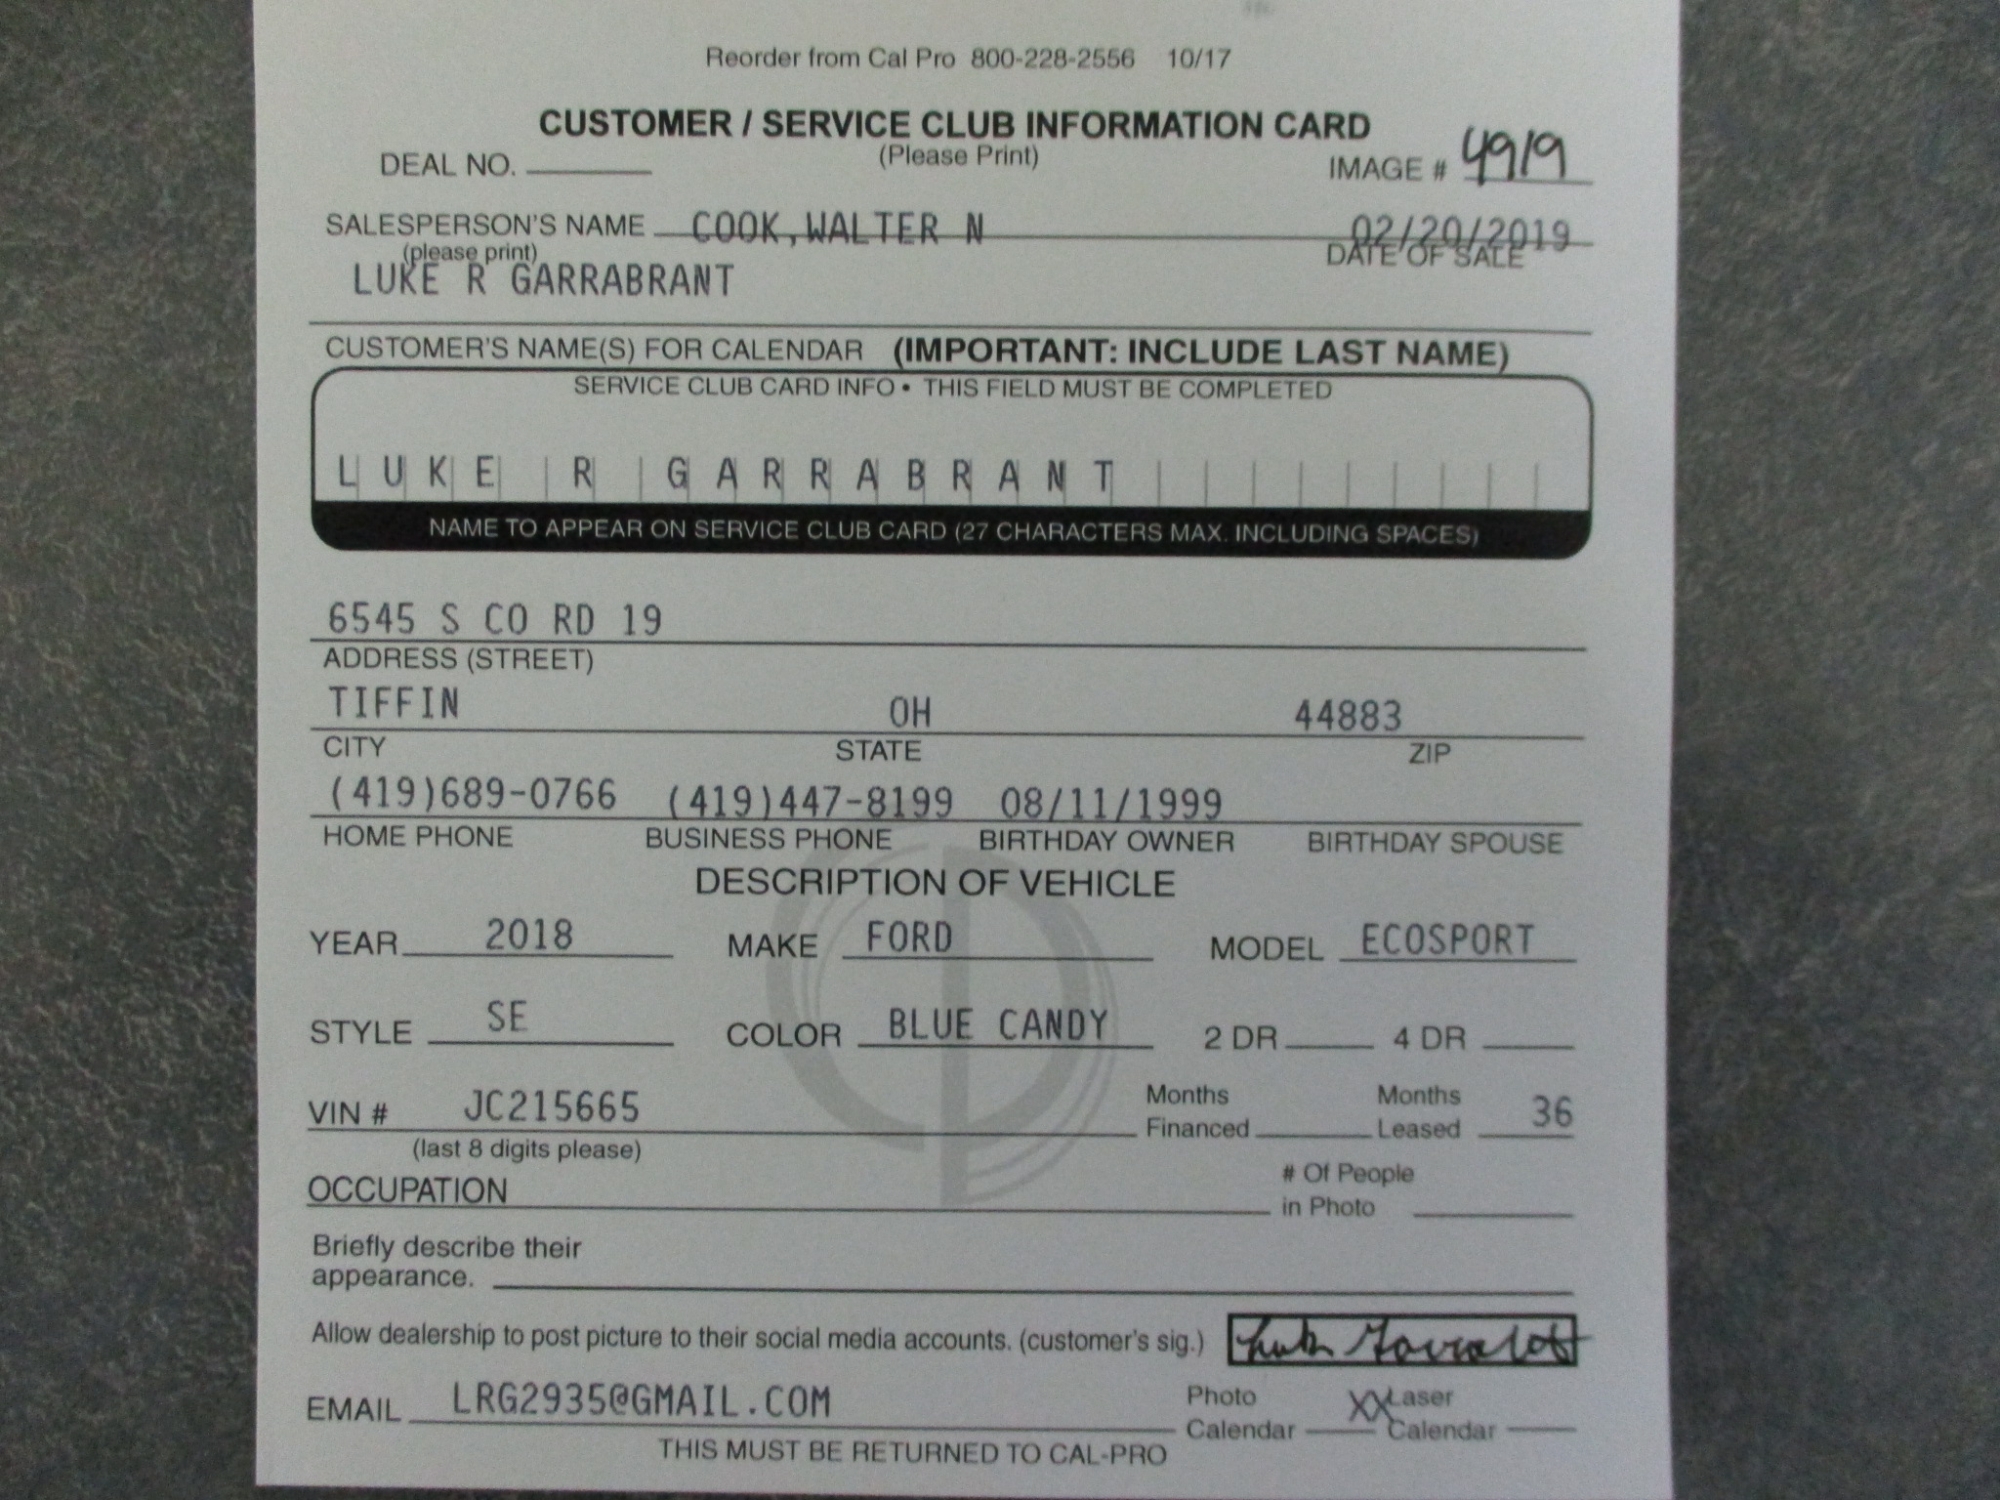 Reorder from Cal Pro 800-228-2556 10/17
CUSTOMER / SERVICE CLUB INFORMATION CARD
(Please Print)
DEAL NO. IMAGE # 4919
SALESPERSON'S NAME COOK,WALTER N 02/20/2019
(please print) DATE OF SALE
LUKE R GARRABRANT
CUSTOMER'S NAME(S) FOR CALENDAR (IMPORTANT: INCLUDE LAST NAME)
SERVICE CLUB CARD INFO • THIS FIELD MUST BE COMPLETED
LUKE R GARRABRANT
NAME TO APPEAR ON SERVICE CLUB CARD (27 CHARACTERS MAX. INCLUDING SPACES)
6545 S CO RD 19
ADDRESS (STREET)
TIFFIN OH 44883
CITY STATE ZIP
(419)689-0766 (419)447-8199 08/11/1999
HOME PHONE BUSINESS PHONE BIRTHDAY OWNER BIRTHDAY SPOUSE
DESCRIPTION OF VEHICLE
YEAR 2018 MAKE FORD MODEL ECOSPORT
STYLE SE COLOR BLUE CANDY 2 DR 4 DR
VIN # JC215665 Months Financed Months Leased 36
(last 8 digits please)
OCCUPATION # Of People in Photo
Briefly describe their
appearance.
Allow dealership to post picture to their social media accounts. (customer's sig.)
EMAIL LRG2935@GMAIL.COM Photo Calendar XX Laser Calendar
THIS MUST BE RETURNED TO CAL-PRO